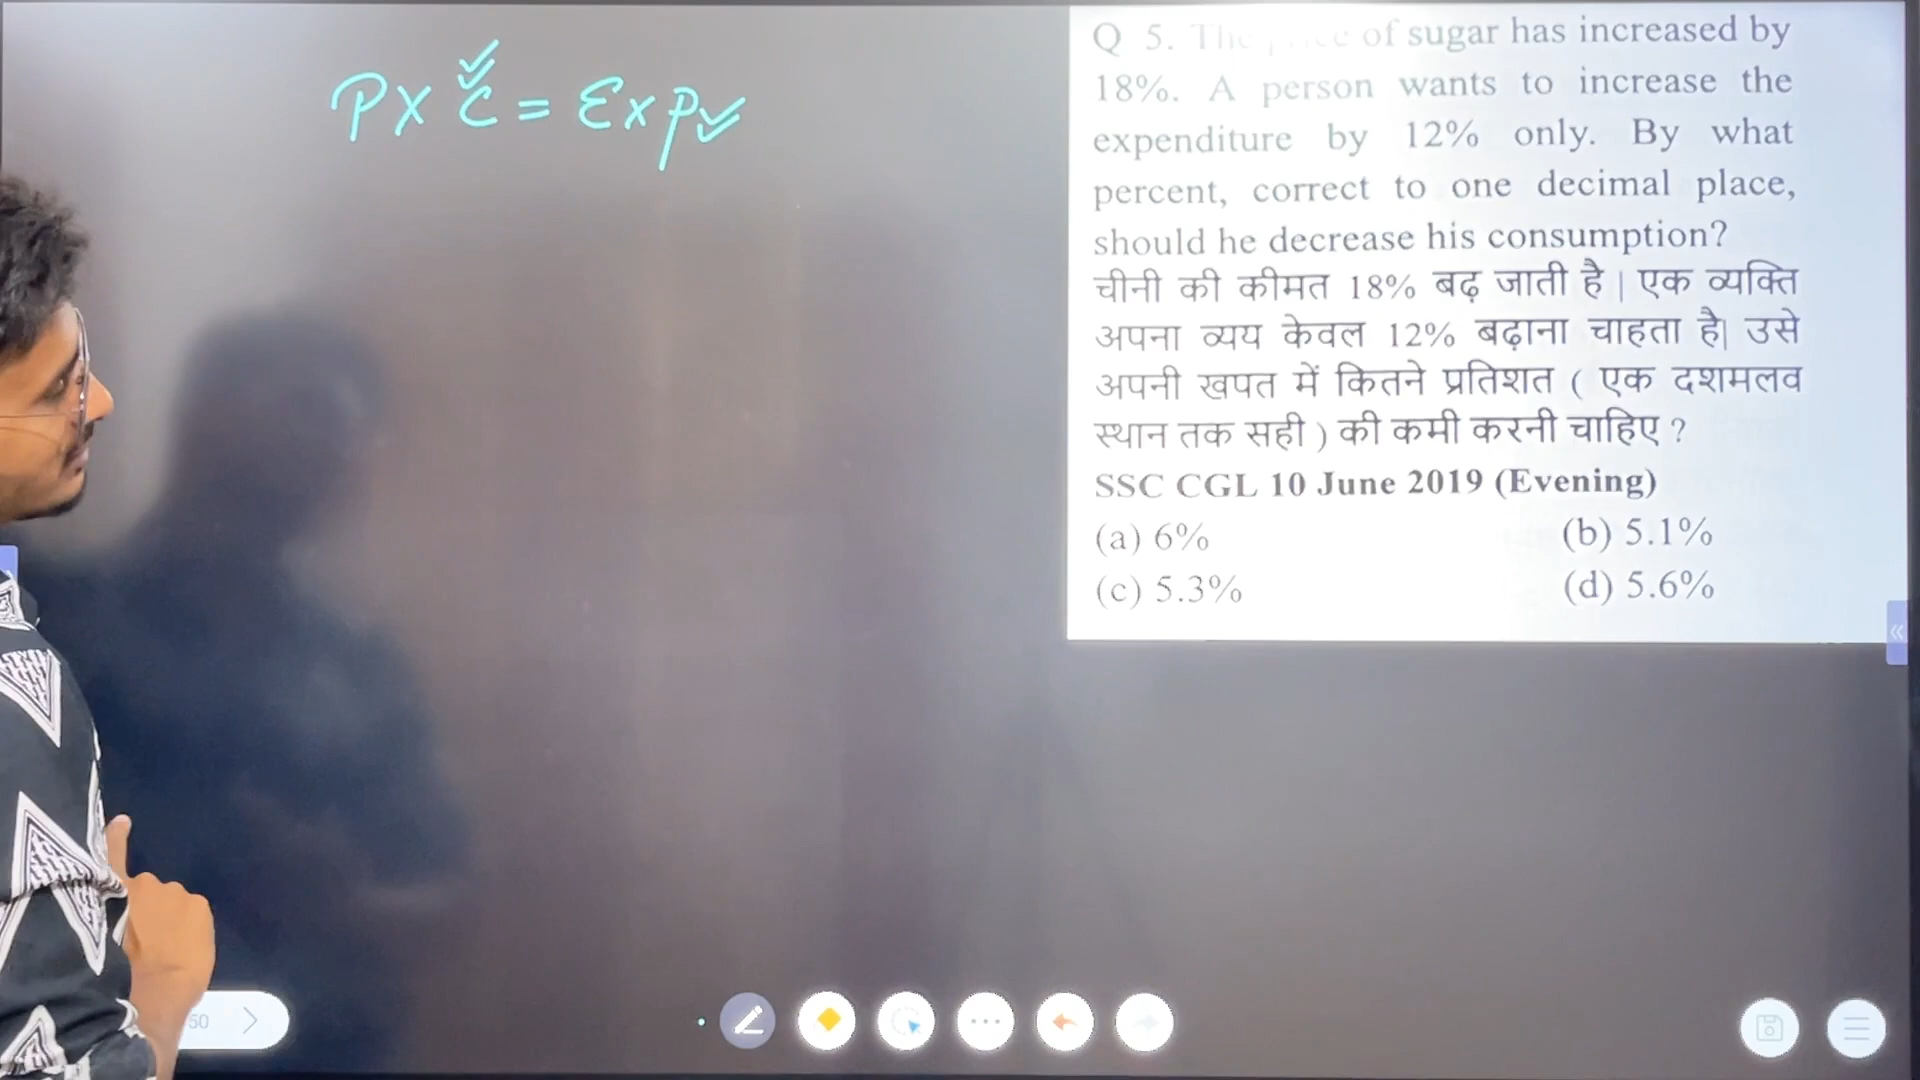 P x C = Exp
Q 5. The of sugar has increased by
18%. A person wants to increase the
expenditure by 12% only. By what
percent, correct to one decimal place,
should he decrease his consumption?
चीनी की कीमत 18% बढ़ जाती है | एक व्यक्ति
अपना व्यय केवल 12% बढ़ाना चाहता है| उसे
अपनी खपत में कितने प्रतिशत ( एक दशमलव
स्थान तक सही ) की कमी करनी चाहिए ?
SSC CGL 10 June 2019 (Evening)
(a) 6% (b) 5.1%
(c) 5.3% (d) 5.6%
50